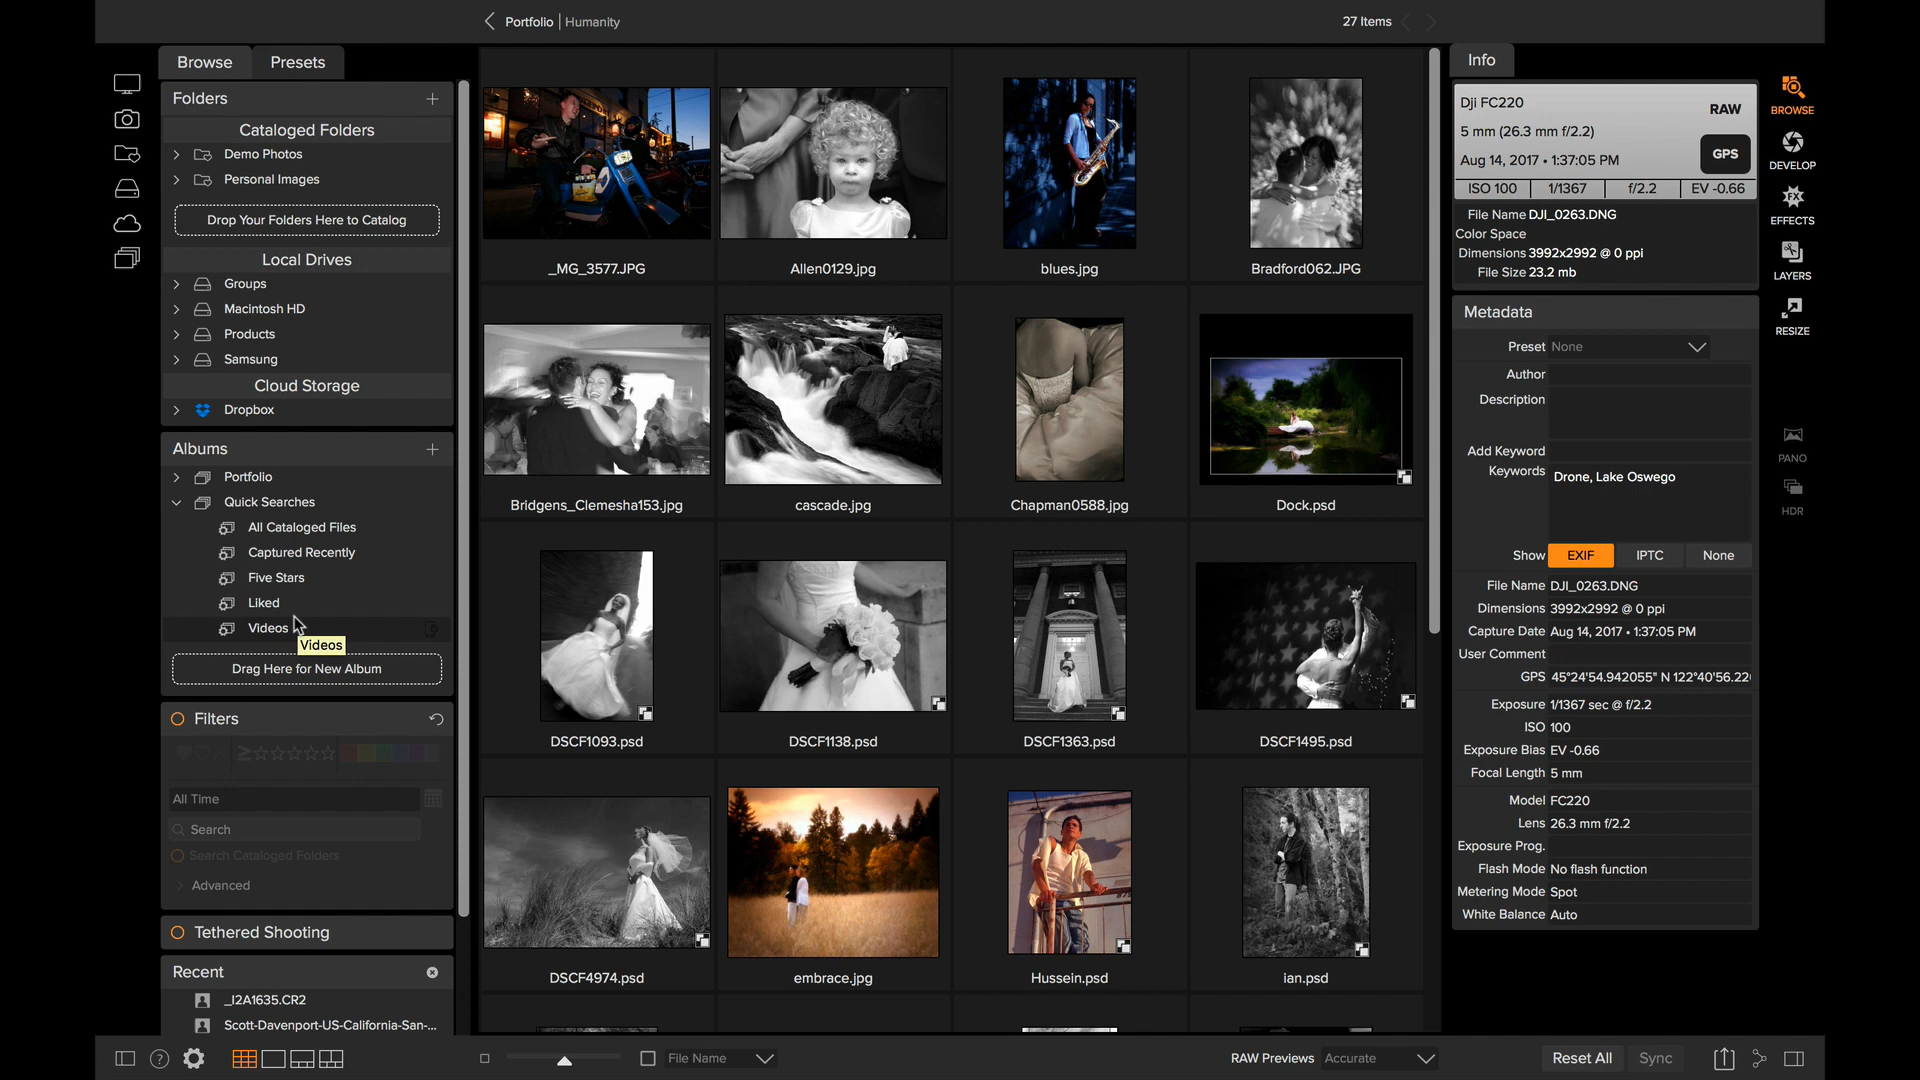 Portfolio | Humanity
27 Items
Browse
Presets
Info
Folders
Cataloged Folders
Demo Photos
Personal Images
Drop Your Folders Here to Catalog
Local Drives
Groups
Macintosh HD
Products
Samsung
Cloud Storage
Dropbox
Albums
Portfolio
Quick Searches
All Cataloged Files
Captured Recently
Five Stars
Liked
Videos
Videos
Drag Here for New Album
Filters
All Time
Search
Search Cataloged Folders
Advanced
Tethered Shooting
Recent
_I2A1635.CR2
Scott-Davenport-US-California-San-...
_MG_3577.JPG
Allen0129.jpg
blues.jpg
Bradford062.JPG
Bridgens_Clemesha153.jpg
cascade.jpg
Chapman0588.jpg
Dock.psd
DSCF1093.psd
DSCF1138.psd
DSCF1363.psd
DSCF1495.psd
DSCF4974.psd
embrace.jpg
Hussein.psd
ian.psd
Dji FC220
RAW
5 mm (26.3 mm f/2.2)
Aug 14, 2017 • 1:37:05 PM
GPS
ISO 100 1/1367 f/2.2 EV -0.66
File Name DJI_0263.DNG
Color Space
Dimensions 3992x2992 @ 0 ppi
File Size 23.2 mb
Metadata
Preset None
Author
Description
Add Keyword
Keywords Drone, Lake Oswego
Show EXIF IPTC None
File Name DJI_0263.DNG
Dimensions 3992x2992 @ 0 ppi
Capture Date Aug 14, 2017 • 1:37:05 PM
User Comment
GPS 45°24'54.942055" N 122°40'56.22
Exposure 1/1367 sec @ f/2.2
ISO 100
Exposure Bias EV -0.66
Focal Length 5 mm
Model FC220
Lens 26.3 mm f/2.2
Exposure Prog.
Flash Mode No flash function
Metering Mode Spot
White Balance Auto
BROWSE
DEVELOP
FX
EFFECTS
LAYERS
RESIZE
PANO
HDR
?
File Name
RAW Previews Accurate
Reset All
Sync